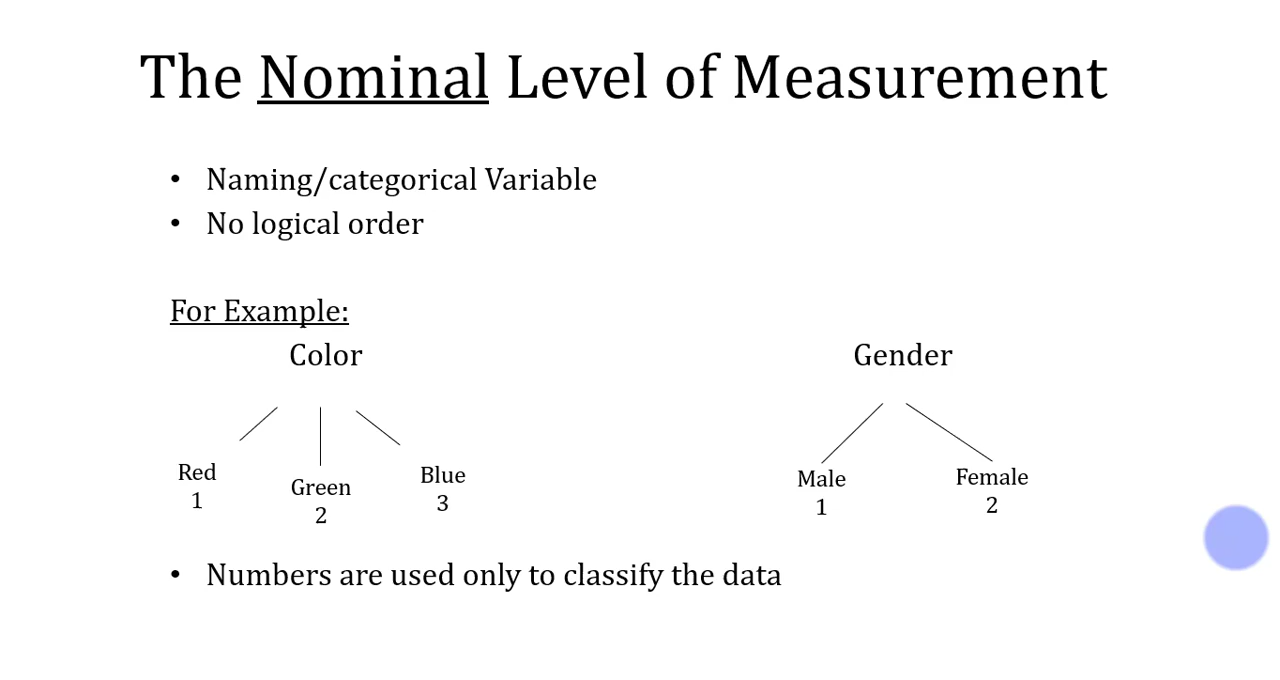 The Nominal Level of Measurement
• Naming/categorical Variable
• No logical order
For Example:
Color
Red
1
Green
2
Blue
3
Gender
Male
1
Female
2
• Numbers are used only to classify the data